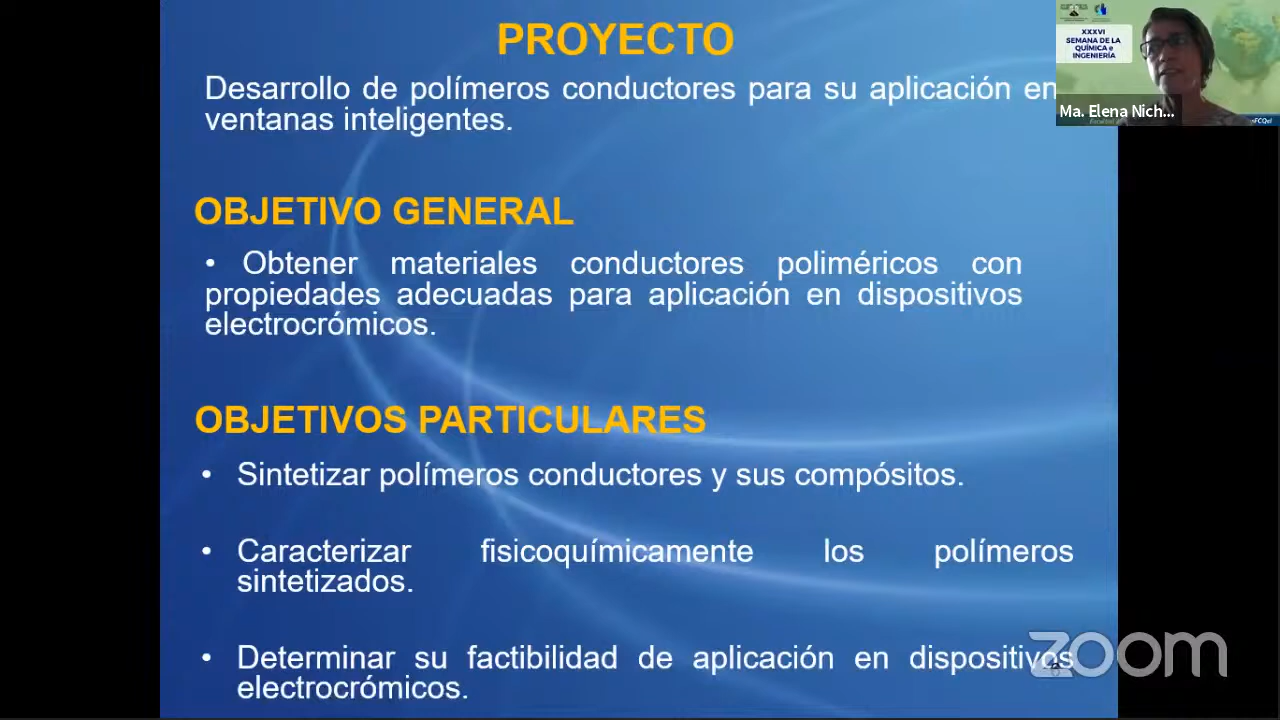 PROYECTO
Desarrollo de polímeros conductores para su aplicación en
ventanas inteligentes.
OBJETIVO GENERAL
• Obtener materiales conductores poliméricos con
propiedades adecuadas para aplicación en dispositivos
electrocrómicos.
OBJETIVOS PARTICULARES
• Sintetizar polímeros conductores y sus compósitos.
• Caracterizar fisicoquímicamente los polímeros
sintetizados.
• Determinar su factibilidad de aplicación en dispositivos
electrocrómicos.
XXXVI
SEMANA DE LA
QUÍMICA e
INGENIERÍA
Ma. Elena Nich...
zoom